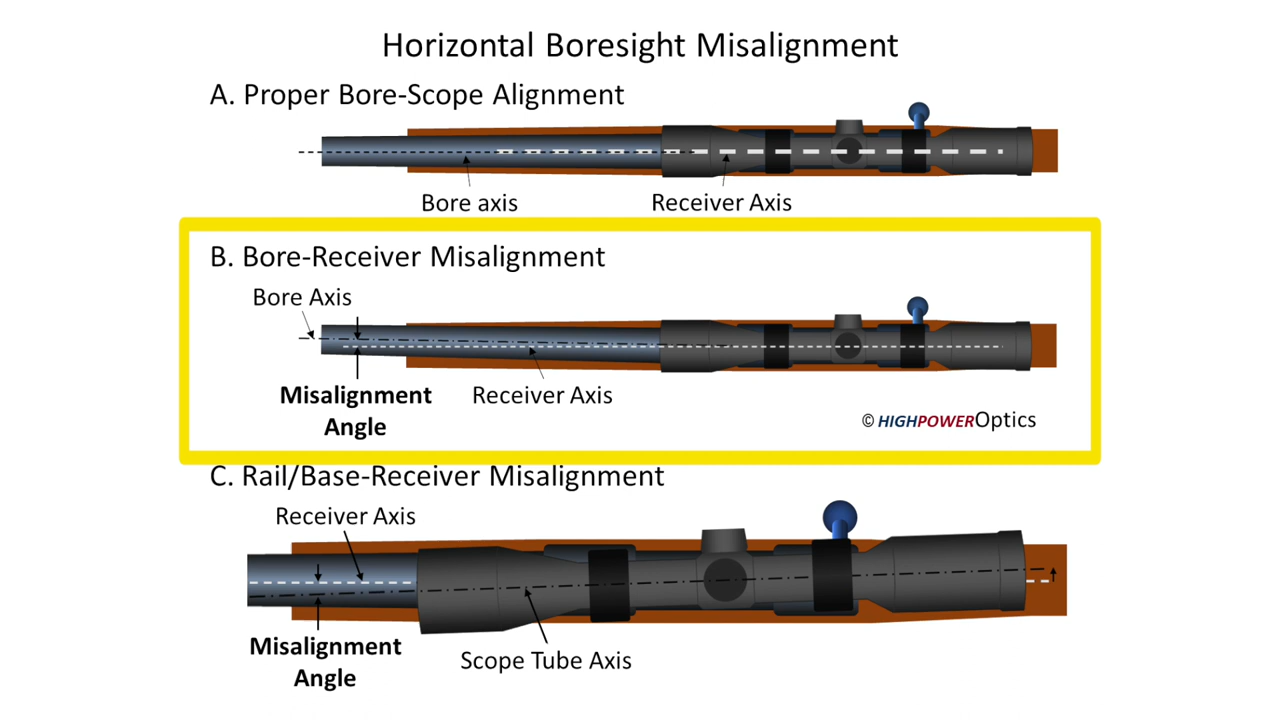 Horizontal Boresight Misalignment
A. Proper Bore-Scope Alignment
Bore axis
Receiver Axis
B. Bore-Receiver Misalignment
Bore Axis
Misalignment
Angle
Receiver Axis
© HIGHPOWEROptics
C. Rail/Base-Receiver Misalignment
Receiver Axis
Misalignment
Angle
Scope Tube Axis